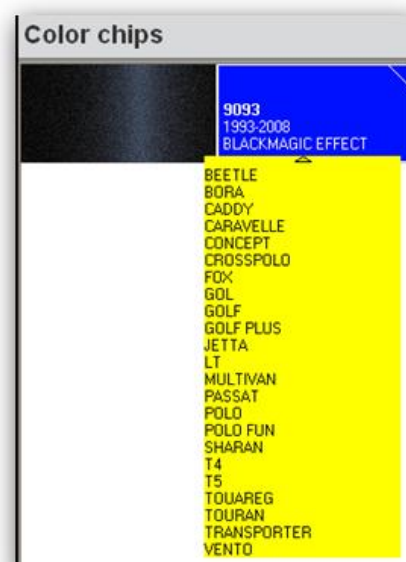 Color chips
9093
1993-2008
BLACKMAGIC EFFECT
BEETLE
BORA
CADDY
CARAVELLE
CONCEPT
CROSSPOLO
FOX
GOL
GOLF
GOLF PLUS
JETTA
LT
MULTIVAN
PASSAT
POLO
POLO FUN
SHARAN
T4
T5
TOUAREG
TOURAN
TRANSPORTER
VENTO